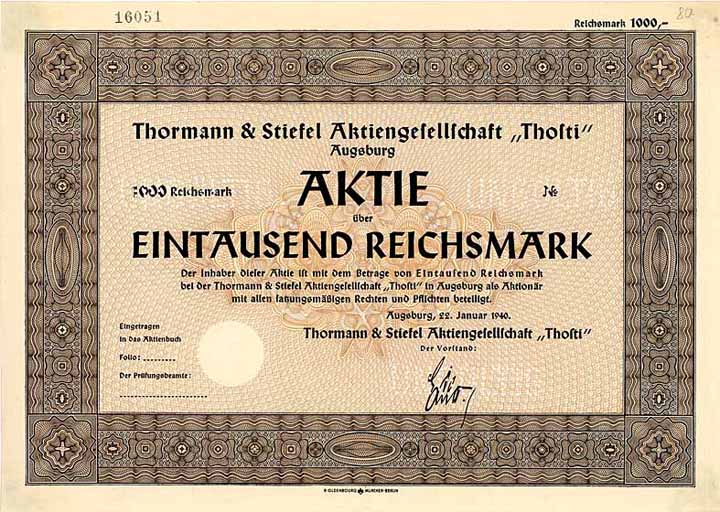 16051
Reichsmark 1000,-
80
Thormann & Stiefel Aktiengesellschaft „Thosti"
Augsburg
1000 Reichsmark № 
AKTIE
über
EINTAUSEND REICHSMARK
Der Inhaber dieser Aktie ist mit dem Betrage von Eintausend Reichsmark
bei der Thormann & Stiefel Aktiengesellschaft „Thosti" in Augsburg als Aktionär
mit allen satzungsmäßigen Rechten und Pflichten beteiligt.
Augsburg, 22. Januar 1940.
Thormann & Stiefel Aktiengesellschaft „Thosti"
Der Vorstand:
Eingetragen
in das Aktienbuch
Folio: ---------
Der Prüfungsbeamte: ---------
R·OLDENBOURG MÜNCHEN-BERLIN